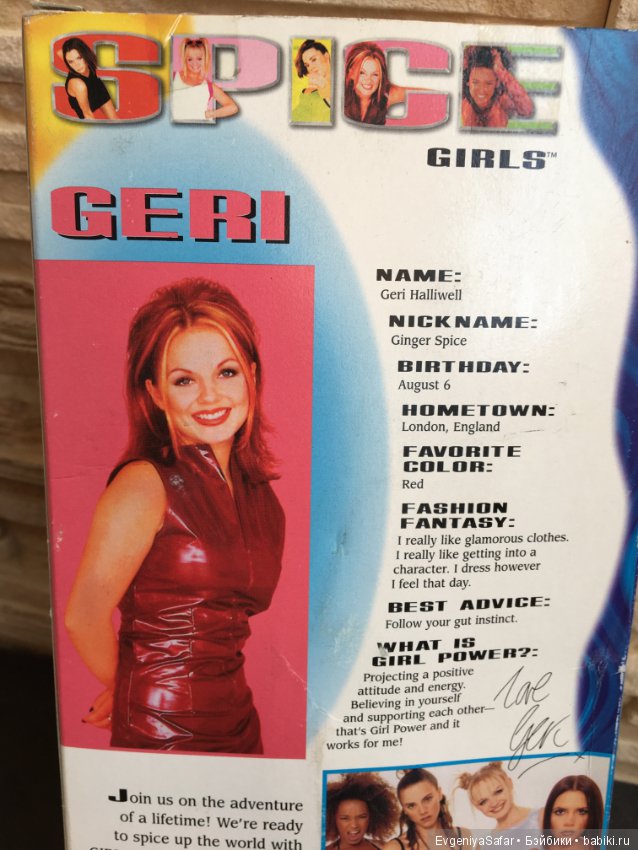 SPICE
GIRLS™
GERI
NAME:
Geri Halliwell
NICKNAME:
Ginger Spice
BIRTHDAY:
August 6
HOMETOWN:
London, England
FAVORITE
COLOR:
Red
FASHION
FANTASY:
I really like glamorous clothes.
I really like getting into a
character. I dress however
I feel that day.
BEST ADVICE:
Follow your gut instinct.
WHAT IS
GIRL POWER?:
Projecting a positive
attitude and energy.
Believing in yourself
and supporting each other—
that's Girl Power and it
works for me!
Love
Geri
Join us on the adventure
of a lifetime! We're ready
to spice up the world with
EvgeniyaSafar • Бэйбики • babiki.ru